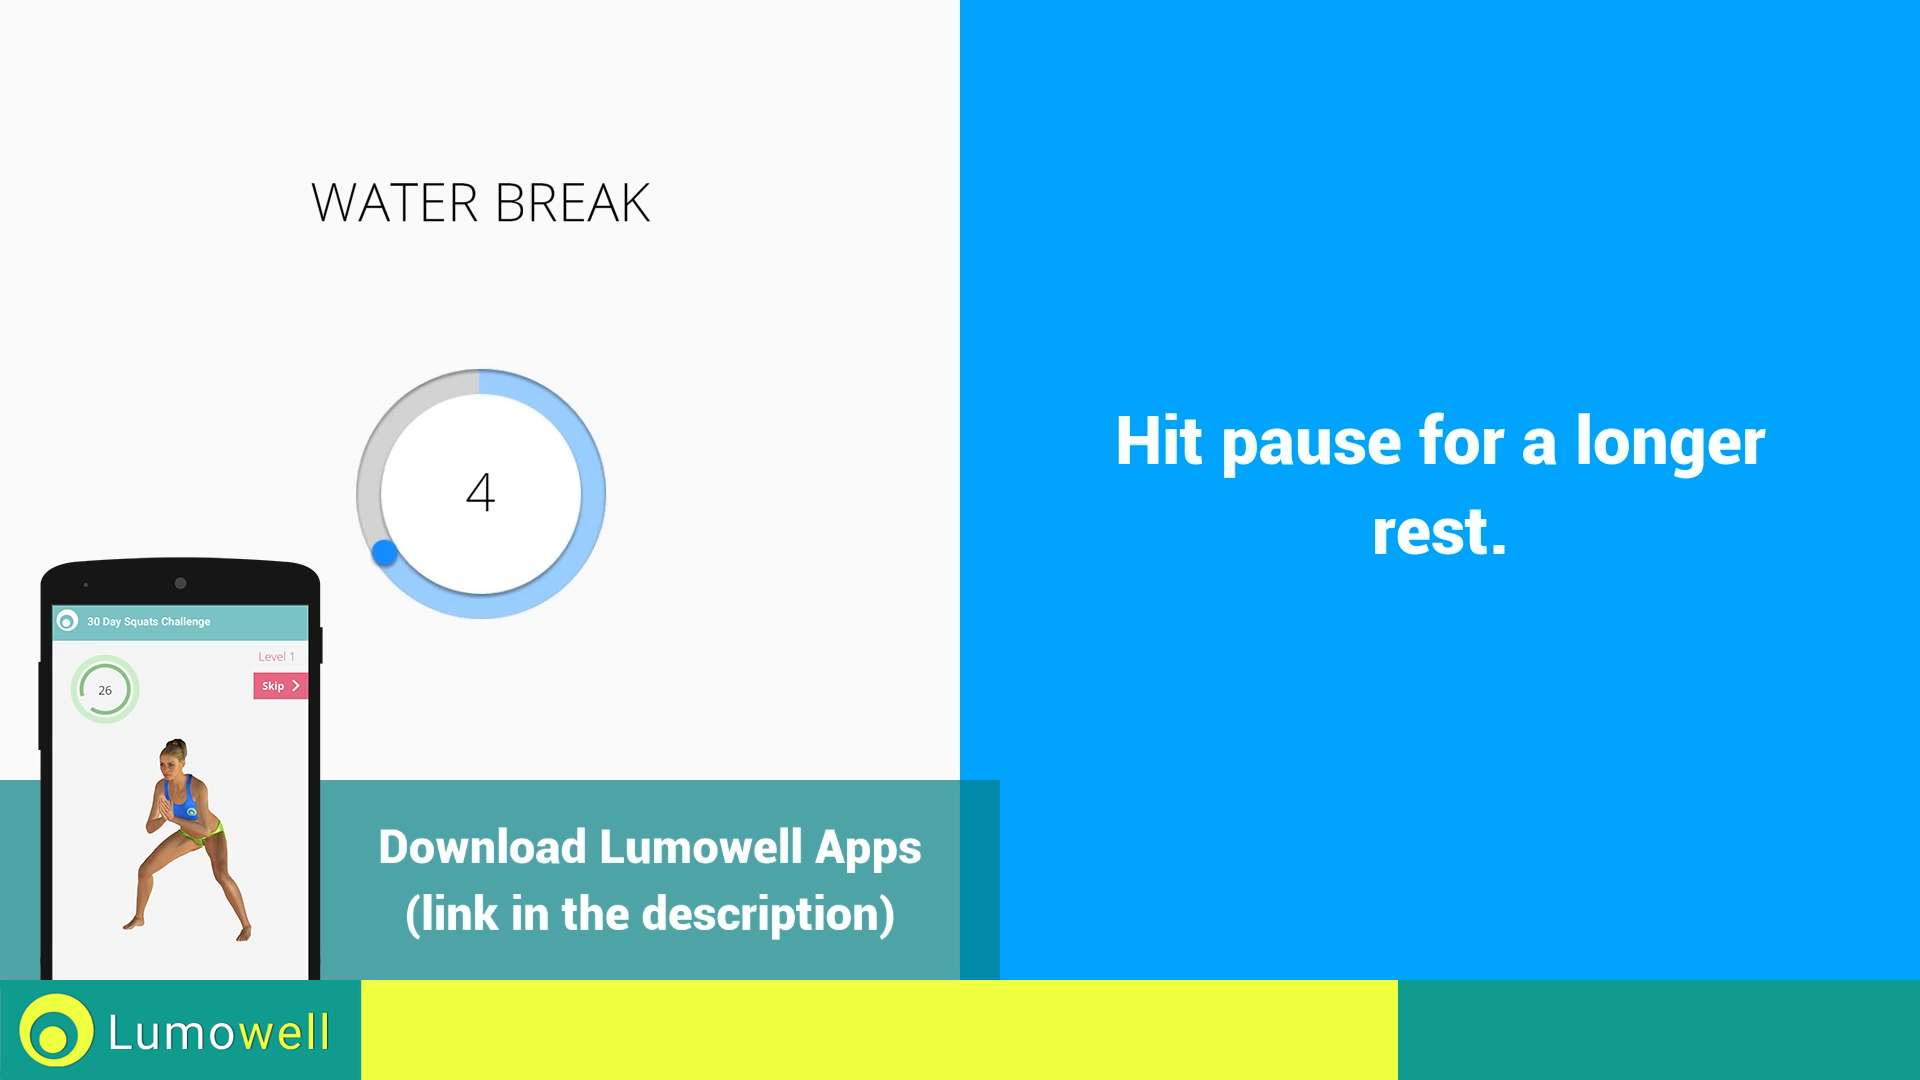 WATER BREAK
4
Hit pause for a longer
rest.
30 Day Squats Challenge
Level 1
26
Skip
Download Lumowell Apps
(link in the description)
Lumowell